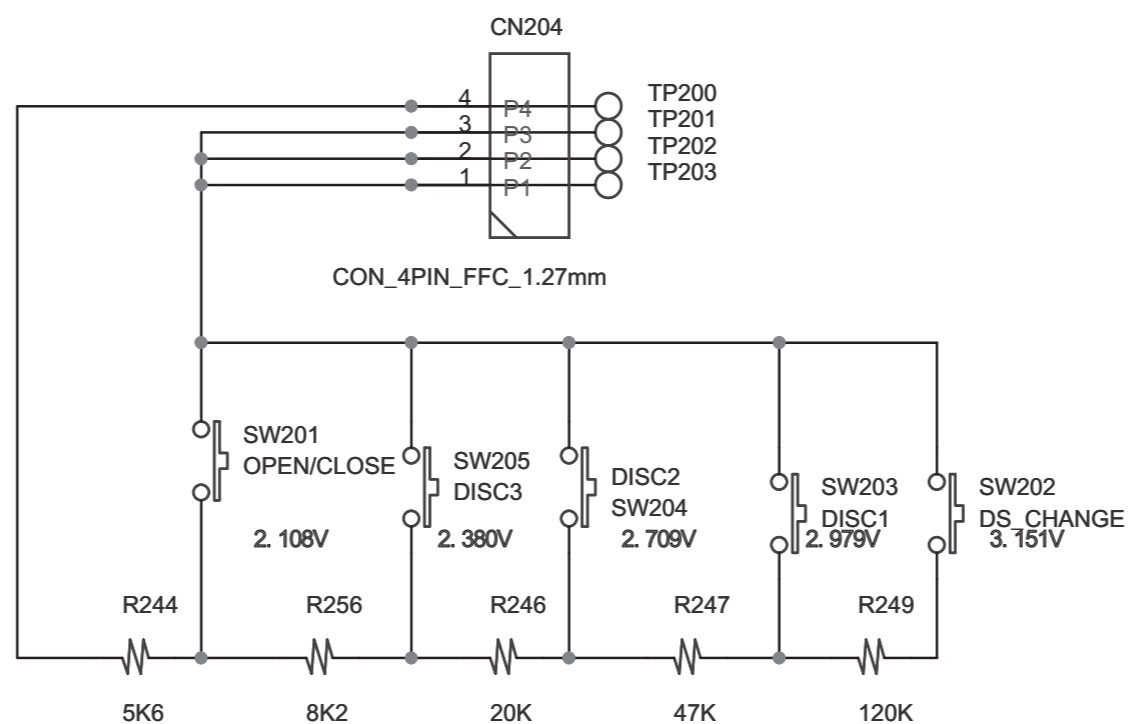 CN204
4 P4 TP200
3 P3 TP201
2 P2 TP202
1 P1 TP203
CON_4PIN_FFC_1.27mm
SW201
OPEN/CLOSE
2. 108V
SW205
DISC3
2. 380V
DISC2
SW204
2. 709V
SW203
DISC1
2. 979V
SW202
DS_CHANGE
3. 151V
R244 R256 R246 R247 R249
5K6 8K2 20K 47K 120K